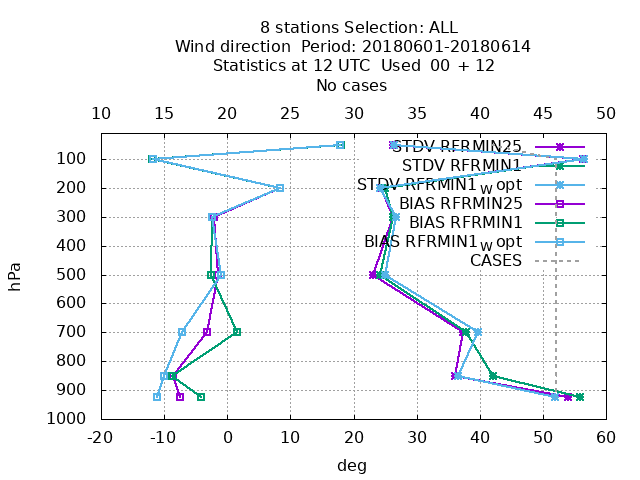 8 stations Selection: ALL
Wind direction  Period: 20180601-20180614
Statistics at 12 UTC  Used  00 + 12
No cases
10 15 20 25 30 35 40 45 50
STDV RFRMIN25
STDV RFRMIN1
STDV RFRMIN1_w opt
BIAS RFRMIN25
BIAS RFRMIN1
BIAS RFRMIN1_w opt
CASES
100
200
300
400
500
600
700
800
900
1000
hPa
-20 -10 0 10 20 30 40 50 60
deg